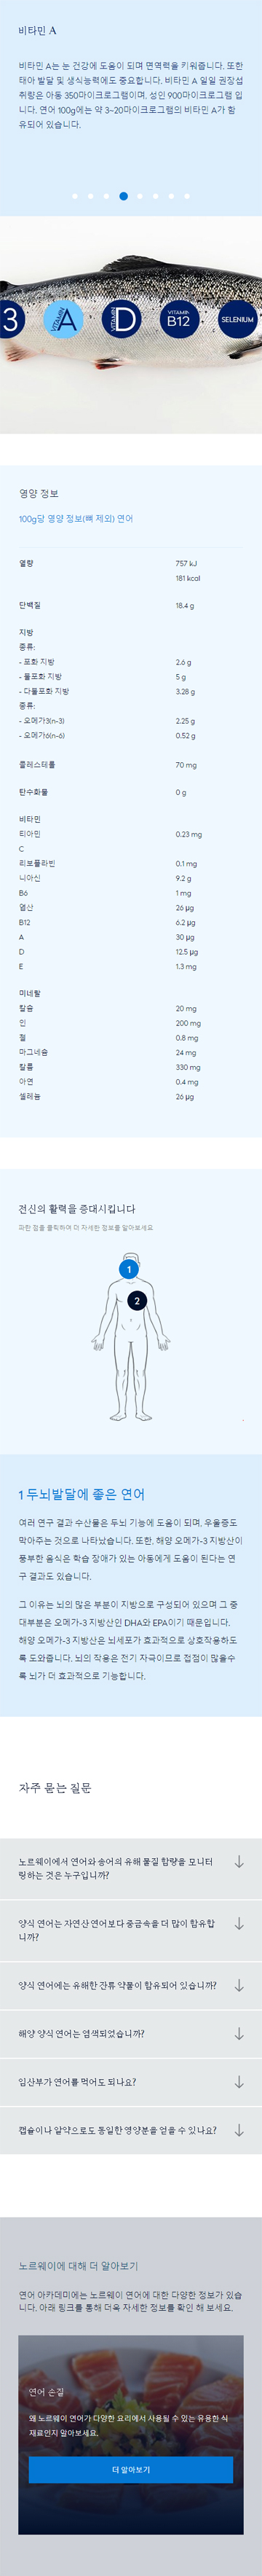 비타민 A
비타민 A는 눈 건강에 도움이 되며 면역력을 키워줍니다. 또한
태아 발달 및 생식능력에도 중요합니다. 비타민 A 일일 권장섭
취량은 아동 350마이크로그램이며, 성인 900마이크로그램 입
니다. 연어 100g에는 약 3~20마이크로그램의 비타민 A가 함
유되어 있습니다.
3
VITAMIN A
VITAMIN D
VITAMIN B12
SELENIUM
영양 정보
100g당 영양 정보(뼈 제외) 연어
열량 757 kJ
181 kcal
단백질 18.4 g
지방
종류:
- 포화 지방 2.6 g
- 불포화 지방 5 g
- 다불포화 지방 3.28 g
종류:
- 오메가3(n-3) 2.25 g
- 오메가6(n-6) 0.52 g
콜레스테롤 70 mg
탄수화물 0 g
비타민
티아민 0.23 mg
C
리보플라빈 0.1 mg
니아신 9.2 g
B6 1 mg
엽산 26 µg
B12 6.2 µg
A 30 µg
D 12.5 µg
E 1.3 mg
미네랄
칼슘 20 mg
인 200 mg
철 0.8 mg
마그네슘 24 mg
칼륨 330 mg
아연 0.4 mg
셀레늄 26 µg
전신의 활력을 증대시킵니다
파란 점을 클릭하여 더 자세한 정보를 알아보세요
1
2
1 두뇌발달에 좋은 연어
여러 연구 결과 수산물은 두뇌 기능에 도움이 되며, 우울증도
막아주는 것으로 나타났습니다. 또한, 해양 오메가-3 지방산이
풍부한 음식은 학습 장애가 있는 아동에게 도움이 된다는 연
구 결과도 있습니다.
그 이유는 뇌의 많은 부분이 지방으로 구성되어 있으며 그 중
대부분은 오메가-3 지방산인 DHA와 EPA이기 때문입니다.
해양 오메가-3 지방산은 뇌세포가 효과적으로 상호작용하도
록 도와줍니다. 뇌의 작용은 전기 자극이므로 접점이 많을수
록 뇌가 더 효과적으로 기능합니다.
자주 묻는 질문
노르웨이에서 연어와 송어의 유해 물질 함량을 모니터
링하는 것은 누구입니까?
양식 연어는 자연산 연어보다 중금속을 더 많이 함유합
니까?
양식 연어에는 유해한 잔류 약물이 함유되어 있습니까?
해양 양식 연어는 염색되었습니까?
임산부가 연어를 먹어도 되나요?
캡슐이나 알약으로도 동일한 영양분을 얻을 수 있나요?
노르웨이에 대해 더 알아보기
연어 아카데미에는 노르웨이 연어에 대한 다양한 정보가 있습
니다. 아래 링크를 통해 더욱 자세한 정보를 확인 해 보세요.
연어 손질
왜 노르웨이 연어가 다양한 요리에서 사용될 수 있는 유용한 식
재료인지 알아보세요.
더 알아보기